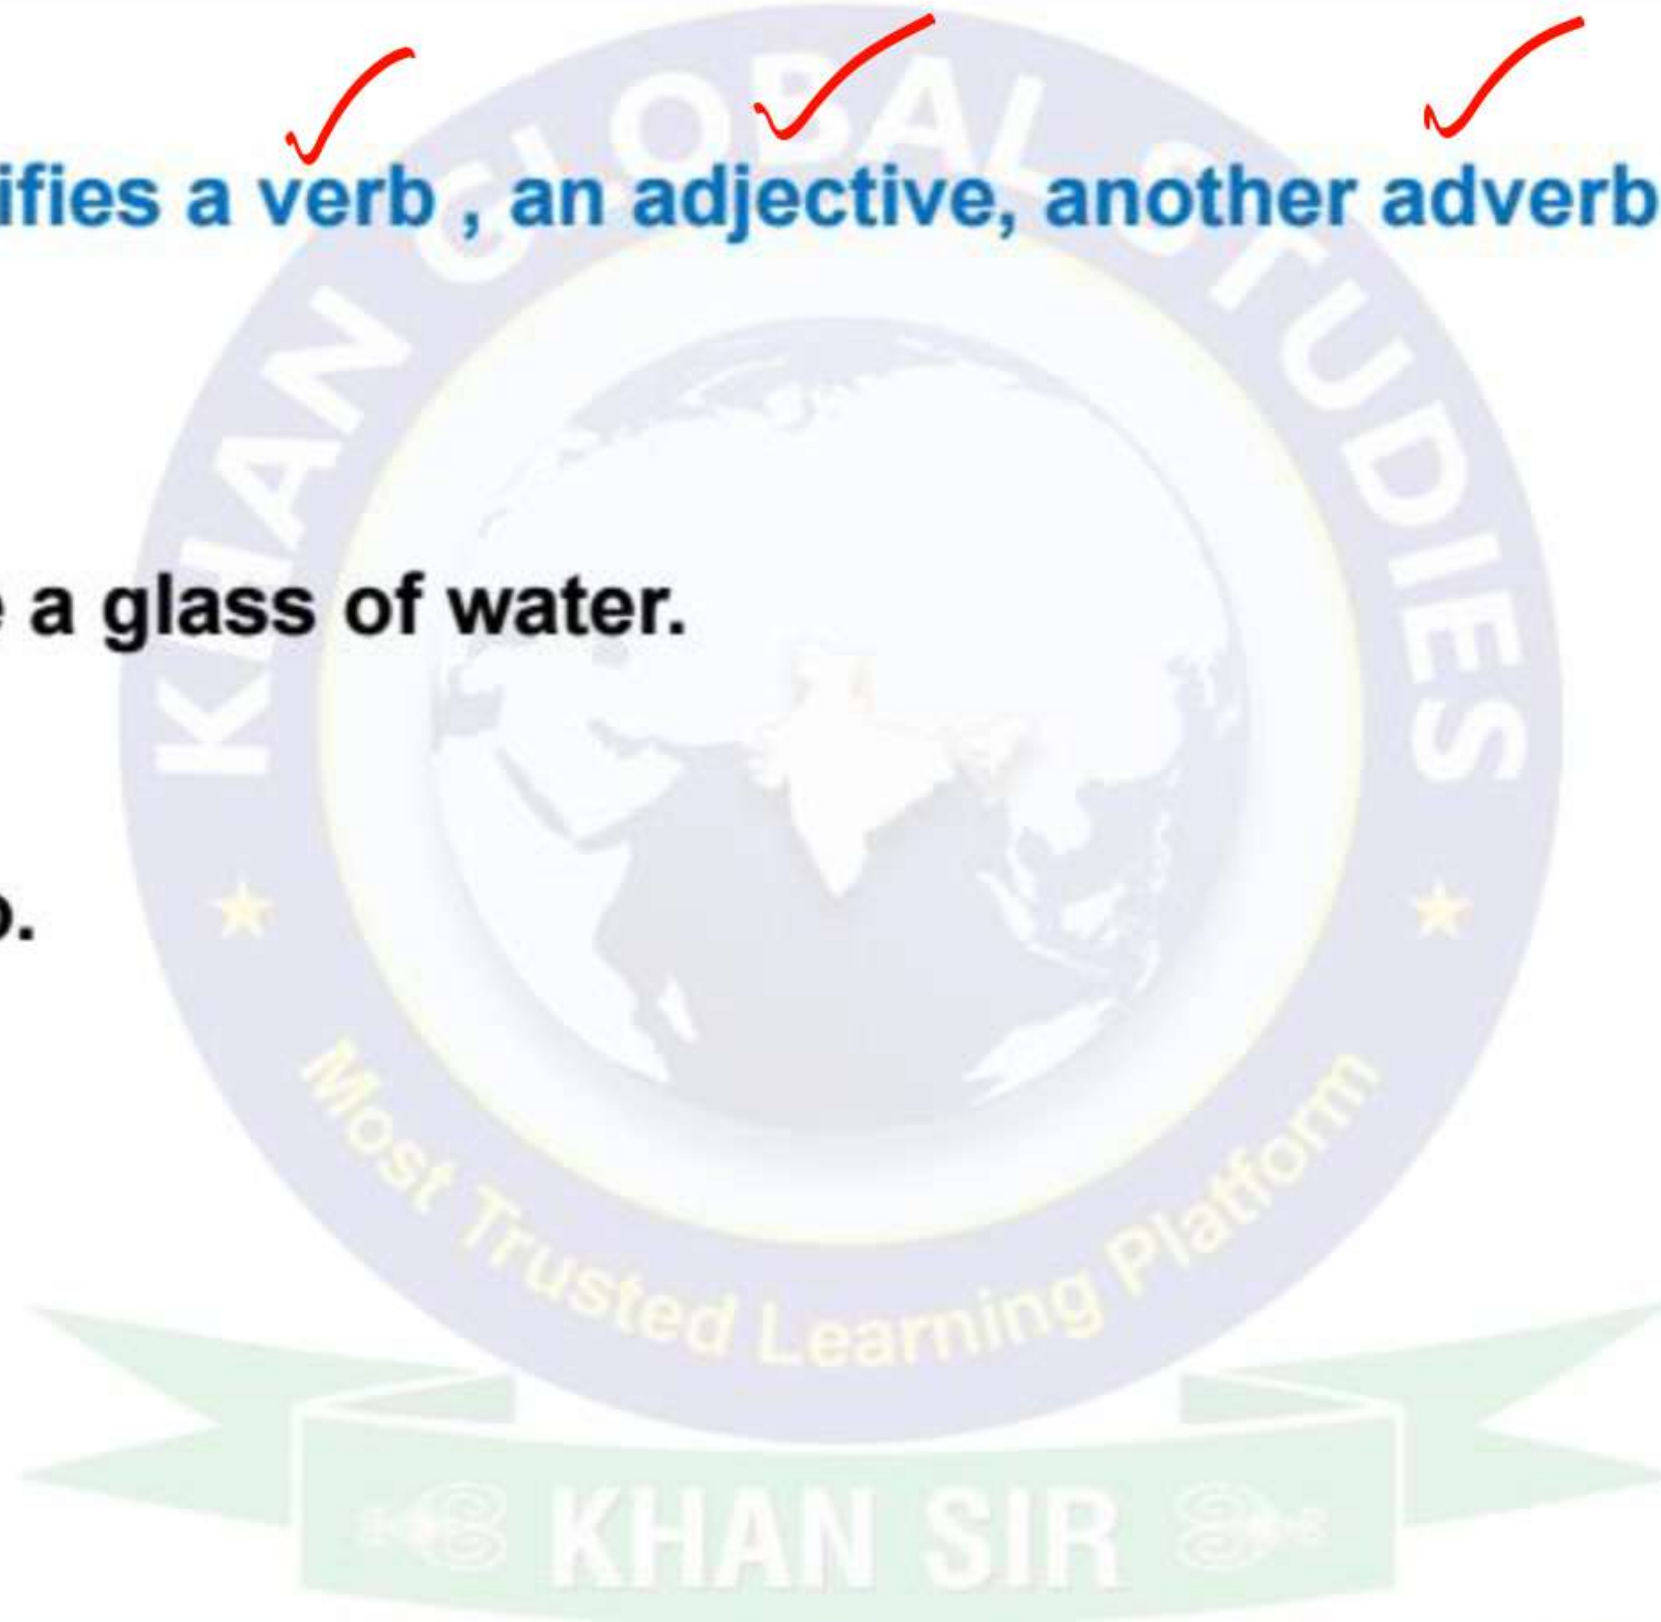 ifies a verb , an adjective, another adverb
a glass of water.
KHAN GLOBAL STUDIES
Most Trusted Learning Platform
KHAN SIR